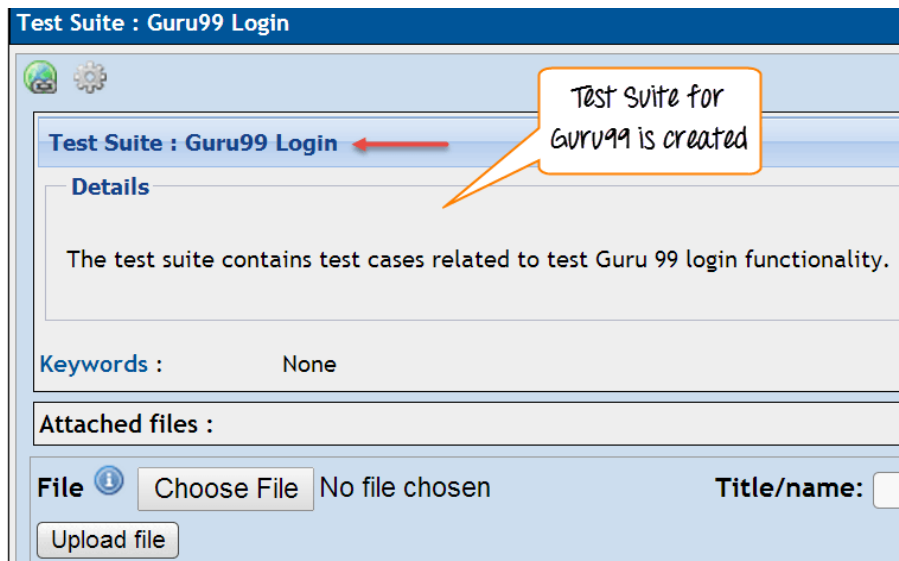 Test Suite : Guru99 Login
Test Suite for
Guru99 is created
Test Suite : Guru99 Login
Details
The test suite contains test cases related to test Guru 99 login functionality.
Keywords : None
Attached files :
File Choose File No file chosen Title/name:
Upload file